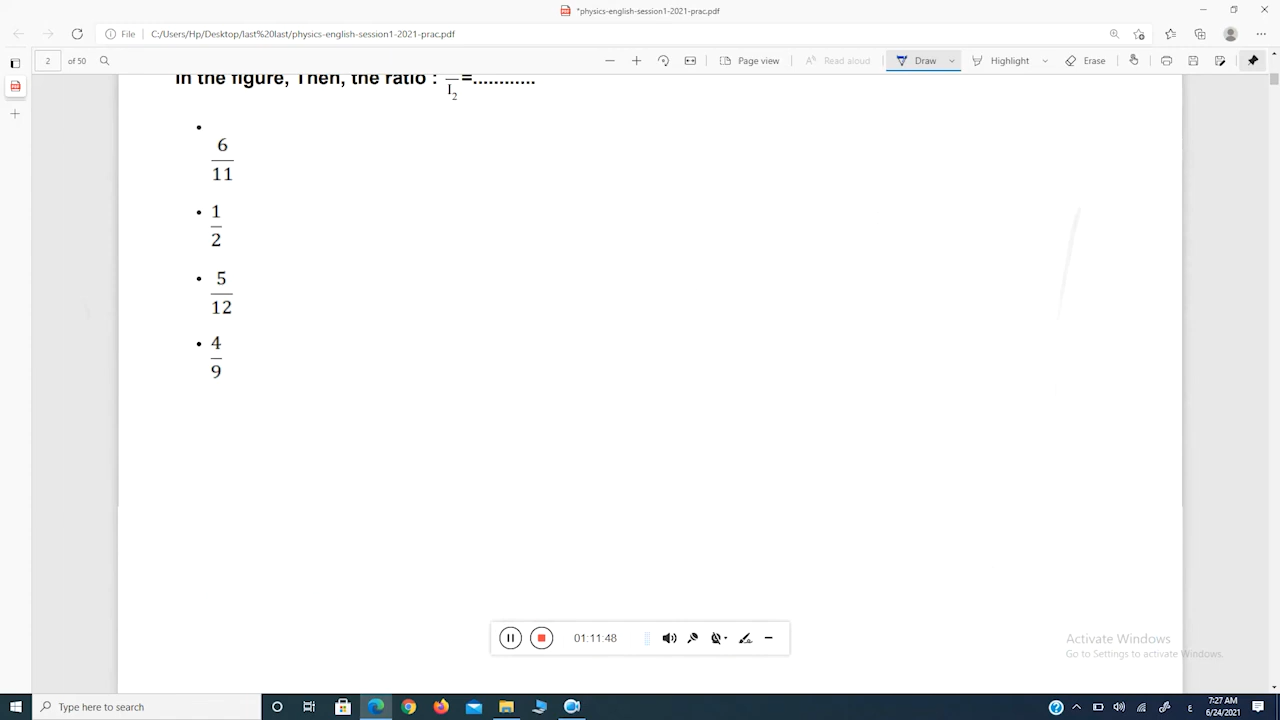 *physics-english-session1-2021-prac.pdf
File C:/Users/Hp/Desktop/last%20last/physics-english-session1-2021-prac.pdf
2 of 50 Page view Read aloud Draw Highlight Erase
In the figure, Then, the ratio : — =............
I2
• 6
11
• 1
2
• 5
12
• 4
9
01:11:48
Activate Windows
Go to Settings to activate Windows.
Type here to search
7:27 AM
6/24/2021